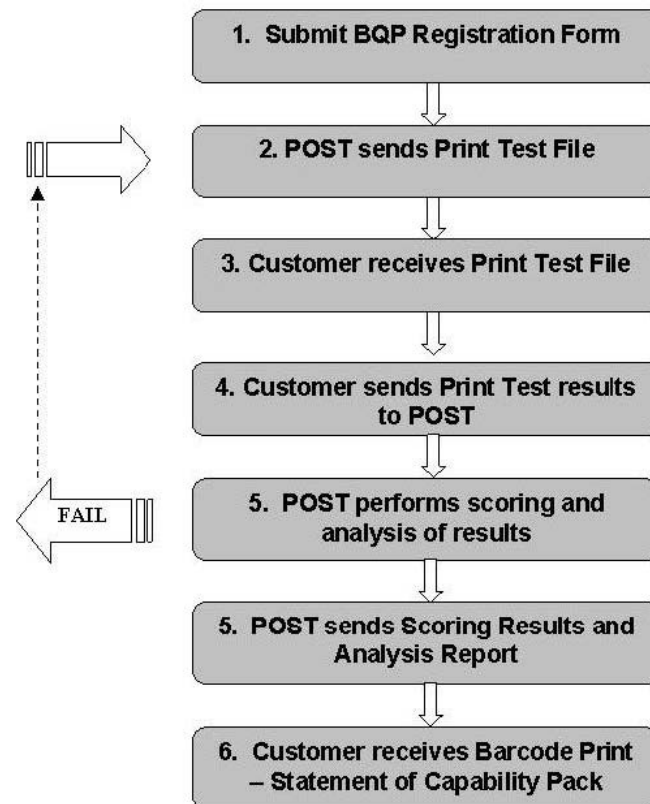 1. Submit BQP Registration Form
2. POST sends Print Test File
3. Customer receives Print Test File
4. Customer sends Print Test results
to POST
FAIL
5. POST performs scoring and
analysis of results
5. POST sends Scoring Results and
Analysis Report
6. Customer receives Barcode Print
– Statement of Capability Pack